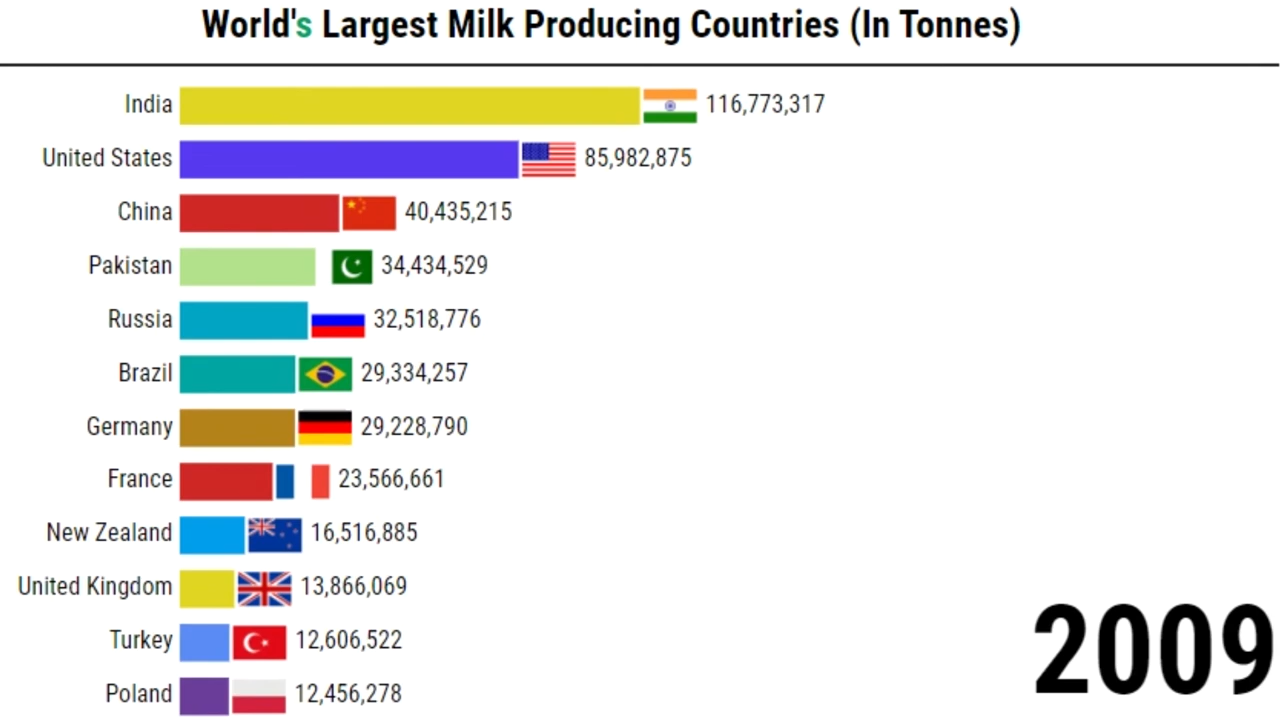 World's Largest Milk Producing Countries (In Tonnes)
India 116,773,317
United States 85,982,875
China 40,435,215
Pakistan 34,434,529
Russia 32,518,776
Brazil 29,334,257
Germany 29,228,790
France 23,566,661
New Zealand 16,516,885
United Kingdom 13,866,069
Turkey 12,606,522
Poland 12,456,278
2009